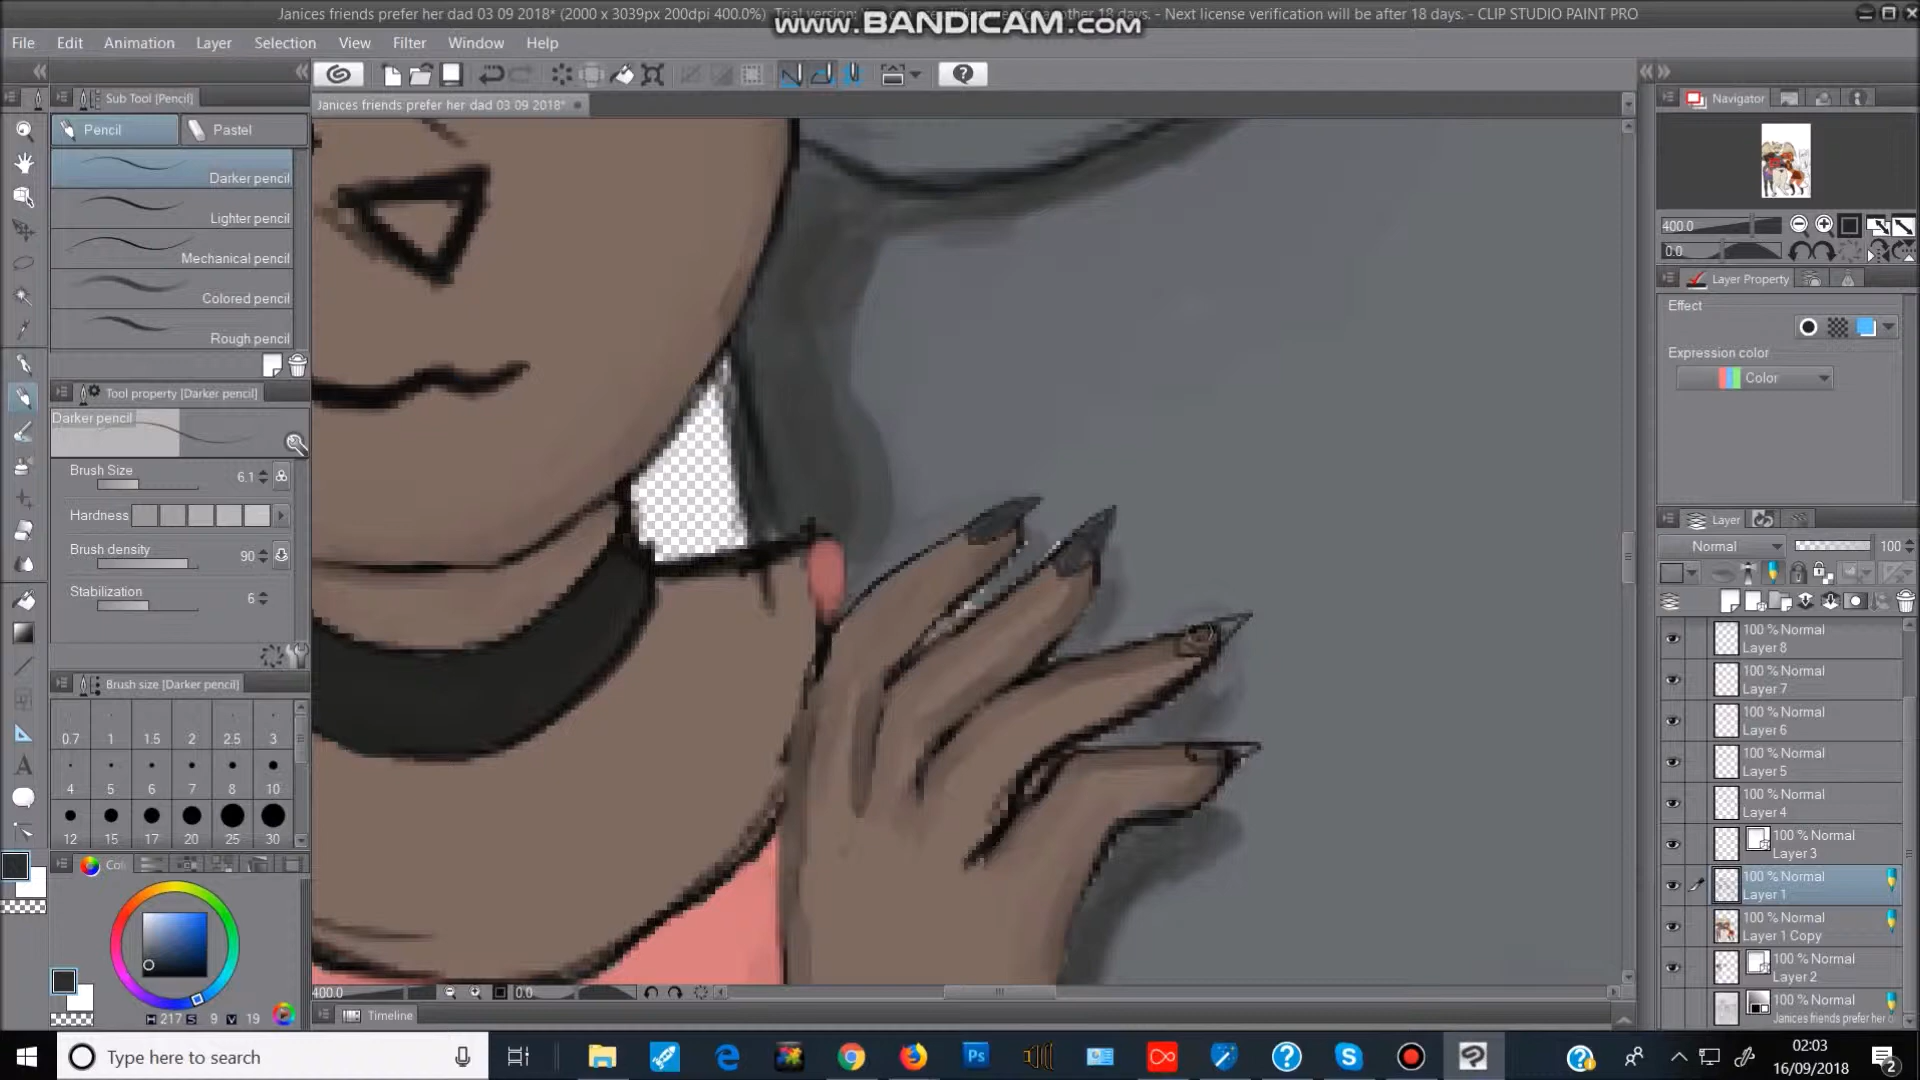 Janices friends prefer her dad 03 09 2018* (2000 x 3039px 200dpi 400.0%)
other 18 days. - Next license verification will be after 18 days. - CLIP STUDIO PAINT PRO
www.BANDICAM.com
File Edit Animation Layer Selection View Filter Window Help
Sub Tool [Pencil]
Janices friends prefer her dad 03 09 2018*
Navigator
Pencil
Pastel
Darker pencil
Lighter pencil
Mechanical pencil
Colored pencil
Rough pencil
400.0
0.0
Layer Property
Effect
Expression color
Color
Tool property [Darker pencil]
Darker pencil
Brush Size 6.1
Hardness
Brush density 90
Stabilization 6
Layer
Normal 100
100 % Normal
Layer 8
100 % Normal
Layer 7
100 % Normal
Layer 6
100 % Normal
Layer 5
100 % Normal
Layer 4
100 % Normal
Layer 3
100 % Normal
Layer 1
100 % Normal
Layer 1 Copy
100 % Normal
Layer 2
100 % Normal
Janices friends prefer her
Brush size [Darker pencil]
0.7 1 1.5 2 2.5 3
4 5 6 7 8 10
12 15 17 20 25 30
H 217 S 9 V 19
400.0
0.0
Timeline
Type here to search
Ps
02:03
16/09/2018
2